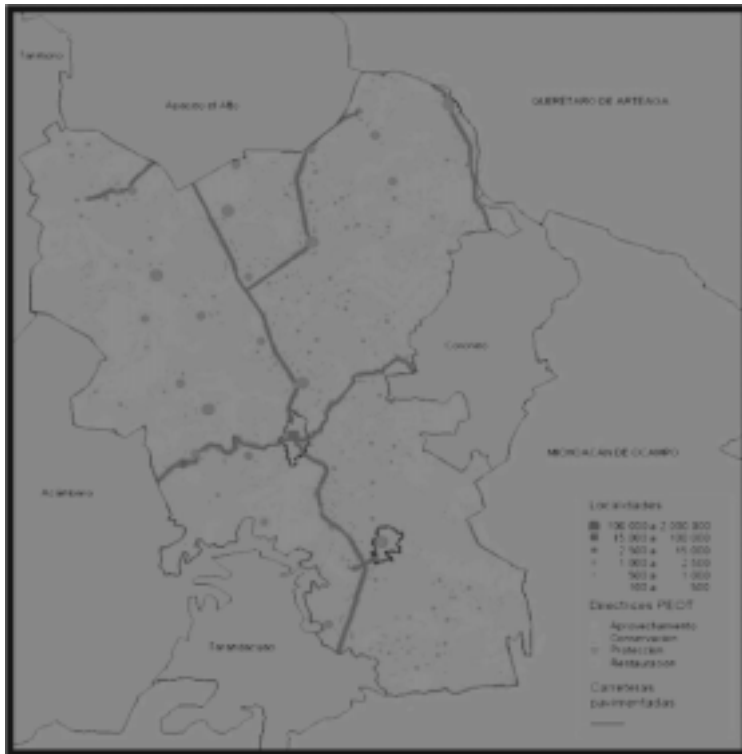 Apaseo el Alto
QUERÉTARO DE ARTEAGA
Coroneo
MICHOACÁN DE OCAMPO
Acámbaro
Tarandacuao
Localidades
100 000 a 2 000 000
15 000 a 100 000
2 500 a 15 000
1 000 a 2 500
500 a 1 000
100 a 500
Directrices PEOT
Aprovechamiento
Conservación
Protección
Restauración
Carreteras
pavimentadas